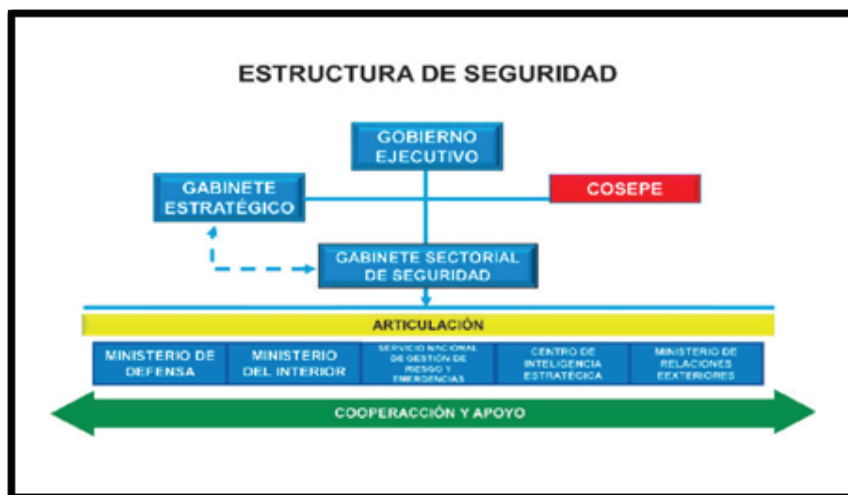 ESTRUCTURA DE SEGURIDAD
GOBIERNO
EJECUTIVO
GABINETE
ESTRATÉGICO
COSEPE
GABINETE SECTORIAL
DE SEGURIDAD
ARTICULACIÓN
MINISTERIO DE
DEFENSA
MINISTERIO
DEL INTERIOR
SERVICIO NACIONAL
DE GESTIÓN DE
RIESGO Y
EMERGENCIAS
CENTRO DE
INTELIGENCIA
ESTRATÉGICA
MINISTERIO DE
RELACIONES
EEXTERIORES
COOPERACCIÓN Y APOYO